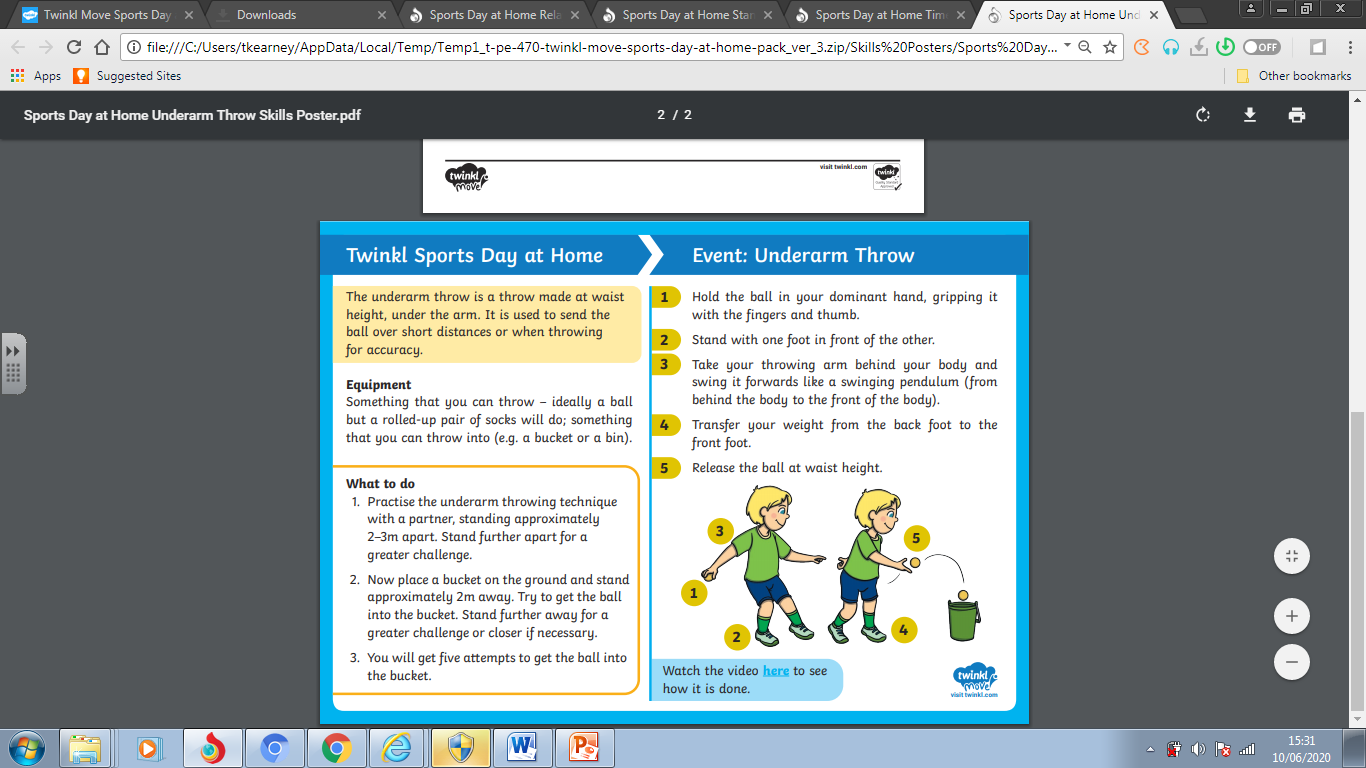 Twinkl Move Sports Day
Downloads
Sports Day at Home Rela
Sports Day at Home Star
Sports Day at Home Time
Sports Day at Home Und
file:///C:/Users/tkearney/AppData/Local/Temp/Temp1_t-pe-470-twinkl-move-sports-day-at-home-pack_ver_3.zip/Skills%20Posters/Sports%20Day...
OFF
Apps
Suggested Sites
Other bookmarks
Sports Day at Home Underarm Throw Skills Poster.pdf
2 / 2
twinkl
move
visit twinkl.com
twinkl
Twinkl Sports Day at Home
Event: Underarm Throw
The underarm throw is a throw made at waist
height, under the arm. It is used to send the
ball over short distances or when throwing
for accuracy.
Equipment
Something that you can throw – ideally a ball
but a rolled-up pair of socks will do; something
that you can throw into (e.g. a bucket or a bin).
What to do
1. Practise the underarm throwing technique
with a partner, standing approximately
2–3m apart. Stand further apart for a
greater challenge.
2. Now place a bucket on the ground and stand
approximately 2m away. Try to get the ball
into the bucket. Stand further away for a
greater challenge or closer if necessary.
3. You will get five attempts to get the ball into
the bucket.
1 Hold the ball in your dominant hand, gripping it
with the fingers and thumb.
2 Stand with one foot in front of the other.
3 Take your throwing arm behind your body and
swing it forwards like a swinging pendulum (from
behind the body to the front of the body).
4 Transfer your weight from the back foot to the
front foot.
5 Release the ball at waist height.
3
5
1
2
4
Watch the video here to see
how it is done.
twinkl
move
visit twinkl.com
15:31
10/06/2020